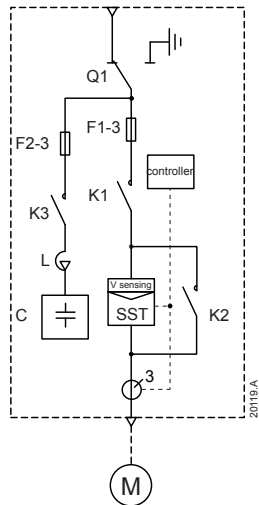 Q1
F2-3
F1-3
controller
K3
K1
L
V sensing
C
SST
K2
3
20119.A
M